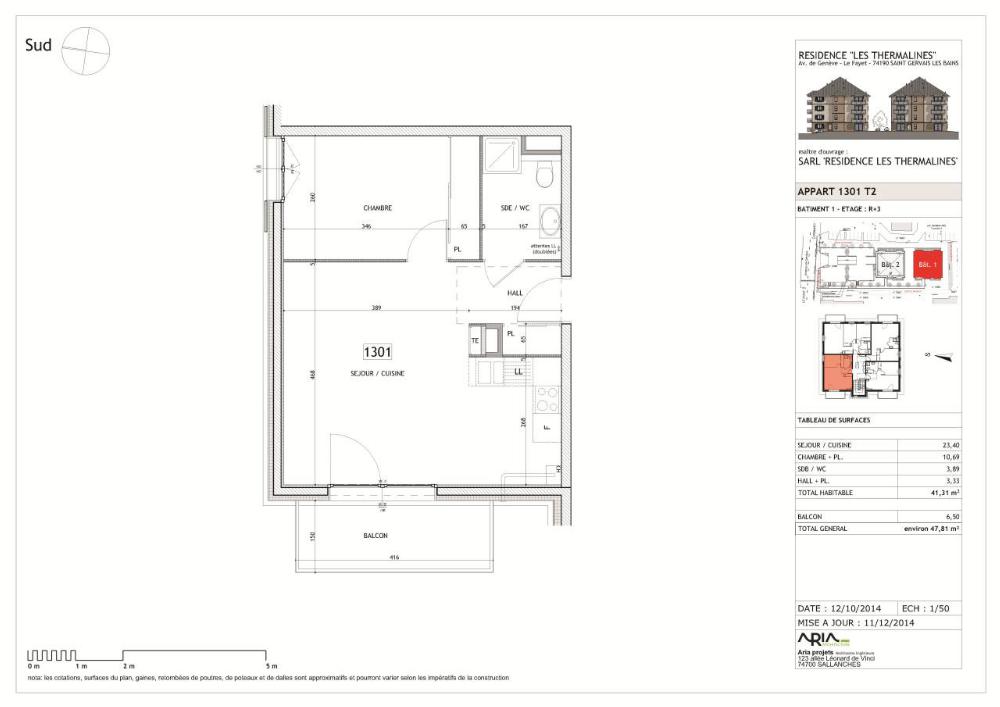 Sud
RESIDENCE "LES THERMALINES"
Av. de Genève - Le Fayet - 74190 SAINT GERVAIS LES BAINS
maître d'ouvrage :
SARL 'RESIDENCE LES THERMALINES'
APPART 1301 T2
BATIMENT 1 - ETAGE : R+3
Bât. 2
Bât. 1
S
TABLEAU DE SURFACES
SEJOUR / CUISINE 23,40
CHAMBRE + PL. 10,69
SDB / WC 3,89
HALL + PL. 3,33
TOTAL HABITABLE 41,31 m²
BALCON 6,50
TOTAL GENERAL environ 47,81 m²
DATE : 12/10/2014 ECH : 1/50
MISE A JOUR : 11/12/2014
ARIA
Aria projets
123 allée Léonard de Vinci
74700 SALLANCHES
260
CHAMBRE
346
65
PL
SDE / WC
5
167
attentes LL
(doublées)
5
HALL
389
194
TE
PL
65
1301
SEJOUR / CUISINE
468
5
LL
268
F
150
BALCON
416
0 m 1 m 2 m 5 m
nota: les cotations, surfaces du plan, gaines, retombées de poutres, de poteaux et de dalles sont approximatifs et pourront varier selon les impératifs de la construction